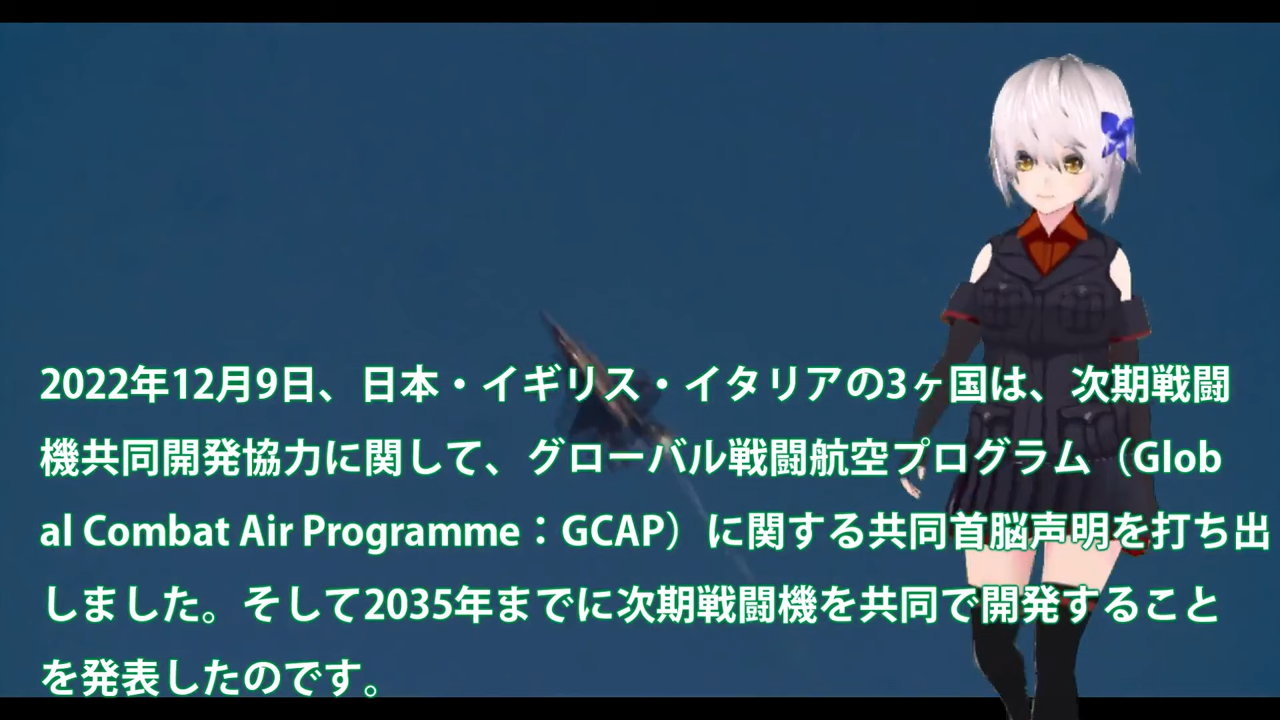 2022年12月9日、日本・イギリス・イタリアの3ヶ国は、次期戦闘
機共同開発協力に関して、グローバル戦闘航空プログラム（Glob
al Combat Air Programme：GCAP）に関する共同首脳声明を打ち出
しました。そして2035年までに次期戦闘機を共同で開発すること
を発表したのです。